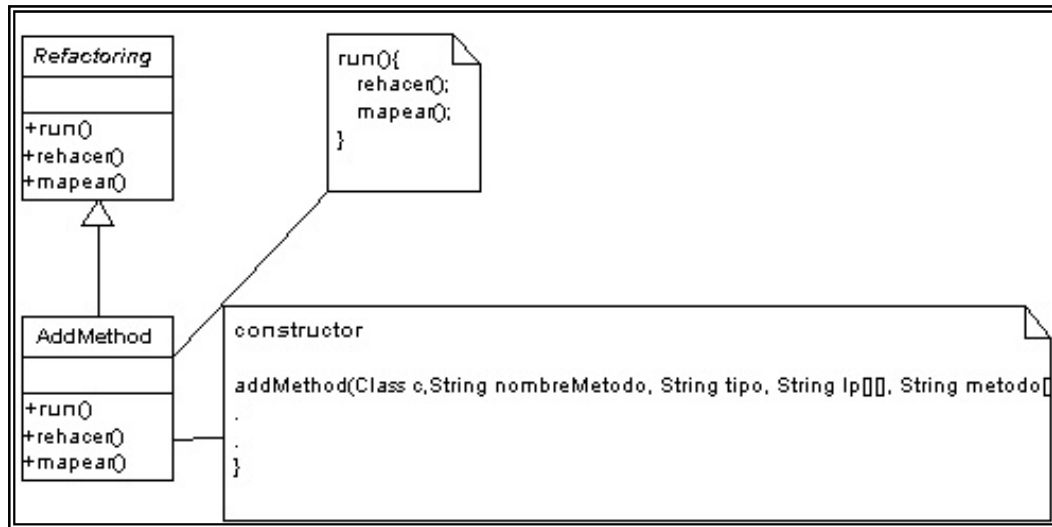 Refactoring
+run()
+rehacer()
+mapear()
run(){
rehacer();
mapear();
}
AddMethod
+run()
+rehacer()
+mapear()
constructor
addMethod(Class c,String nombreMetodo, String tipo, String lp[][], String metodo[
.
.
}